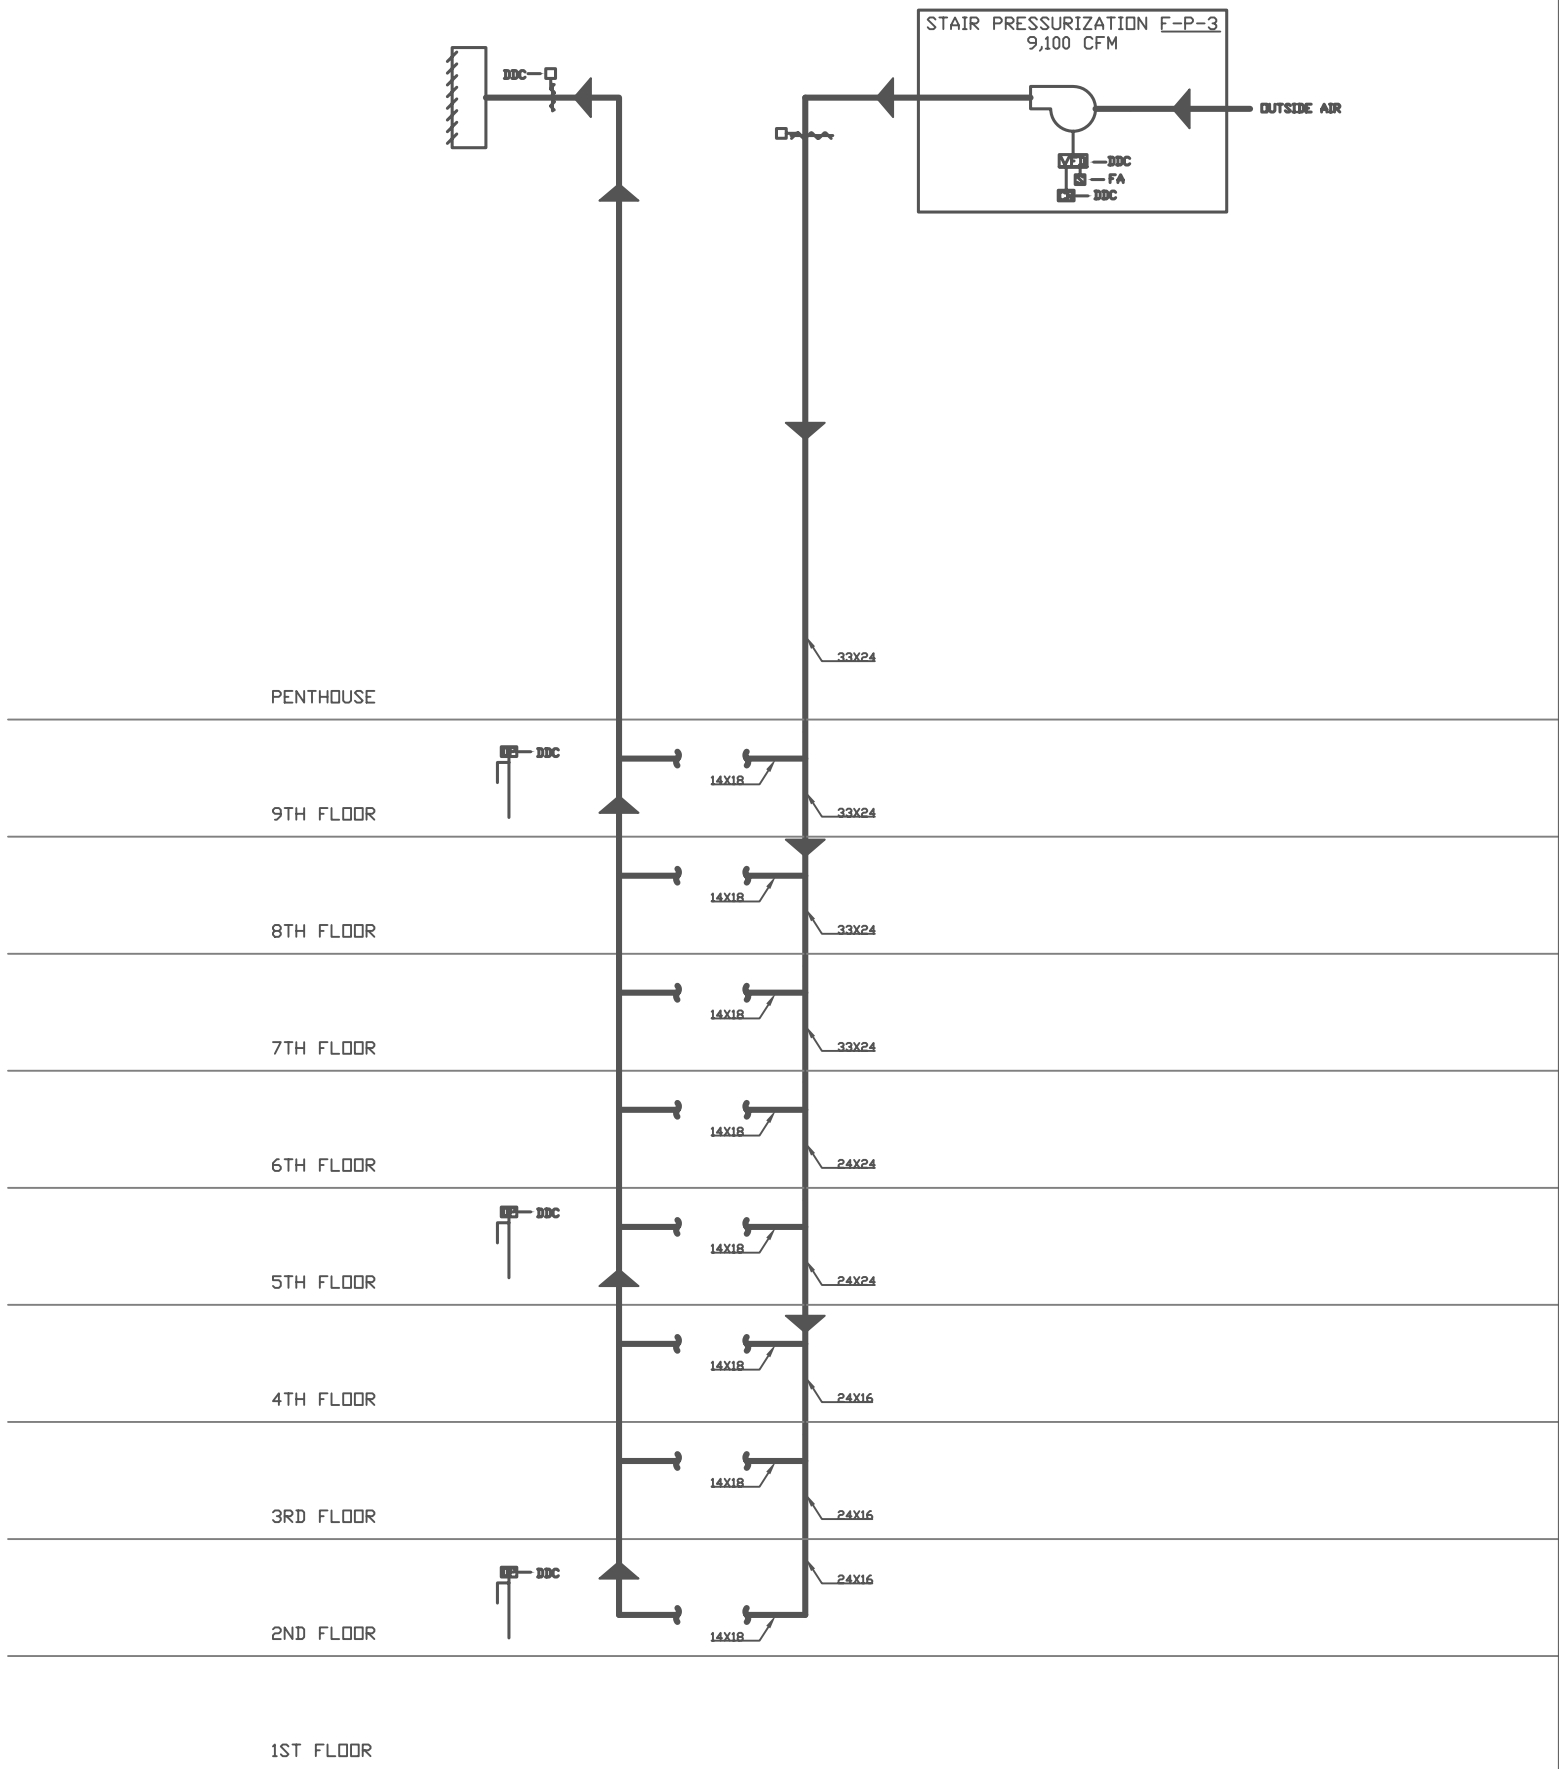 STAIR PRESSURIZATION F-P-3
9,100 CFM
DDC
OUTSIDE AIR
VFD
DDC
FA
DDC
33X24
PENTHOUSE
DDC
14X18
33X24
9TH FLOOR
14X18
33X24
8TH FLOOR
14X18
33X24
7TH FLOOR
14X18
24X24
6TH FLOOR
DDC
14X18
24X24
5TH FLOOR
14X18
24X16
4TH FLOOR
14X18
24X16
3RD FLOOR
DDC
24X16
2ND FLOOR
14X18
1ST FLOOR